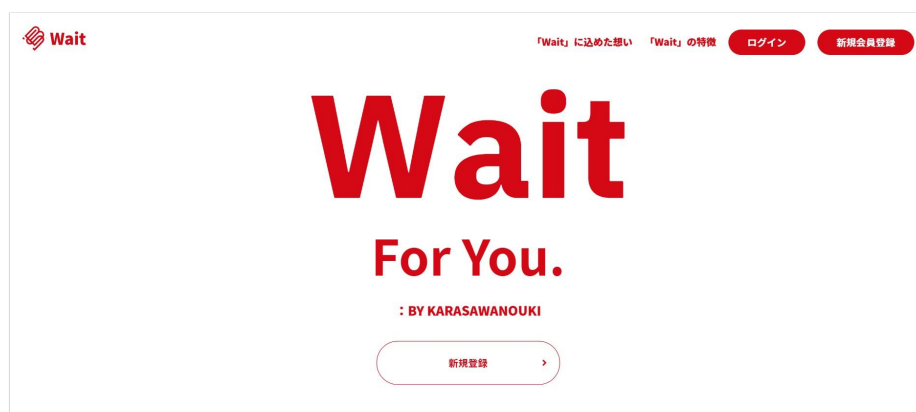 Wait
「Wait」に込めた想い 「Wait」の特徴 ログイン 新規会員登録
Wait
For You.
：BY KARASAWANOUKI
新規登録